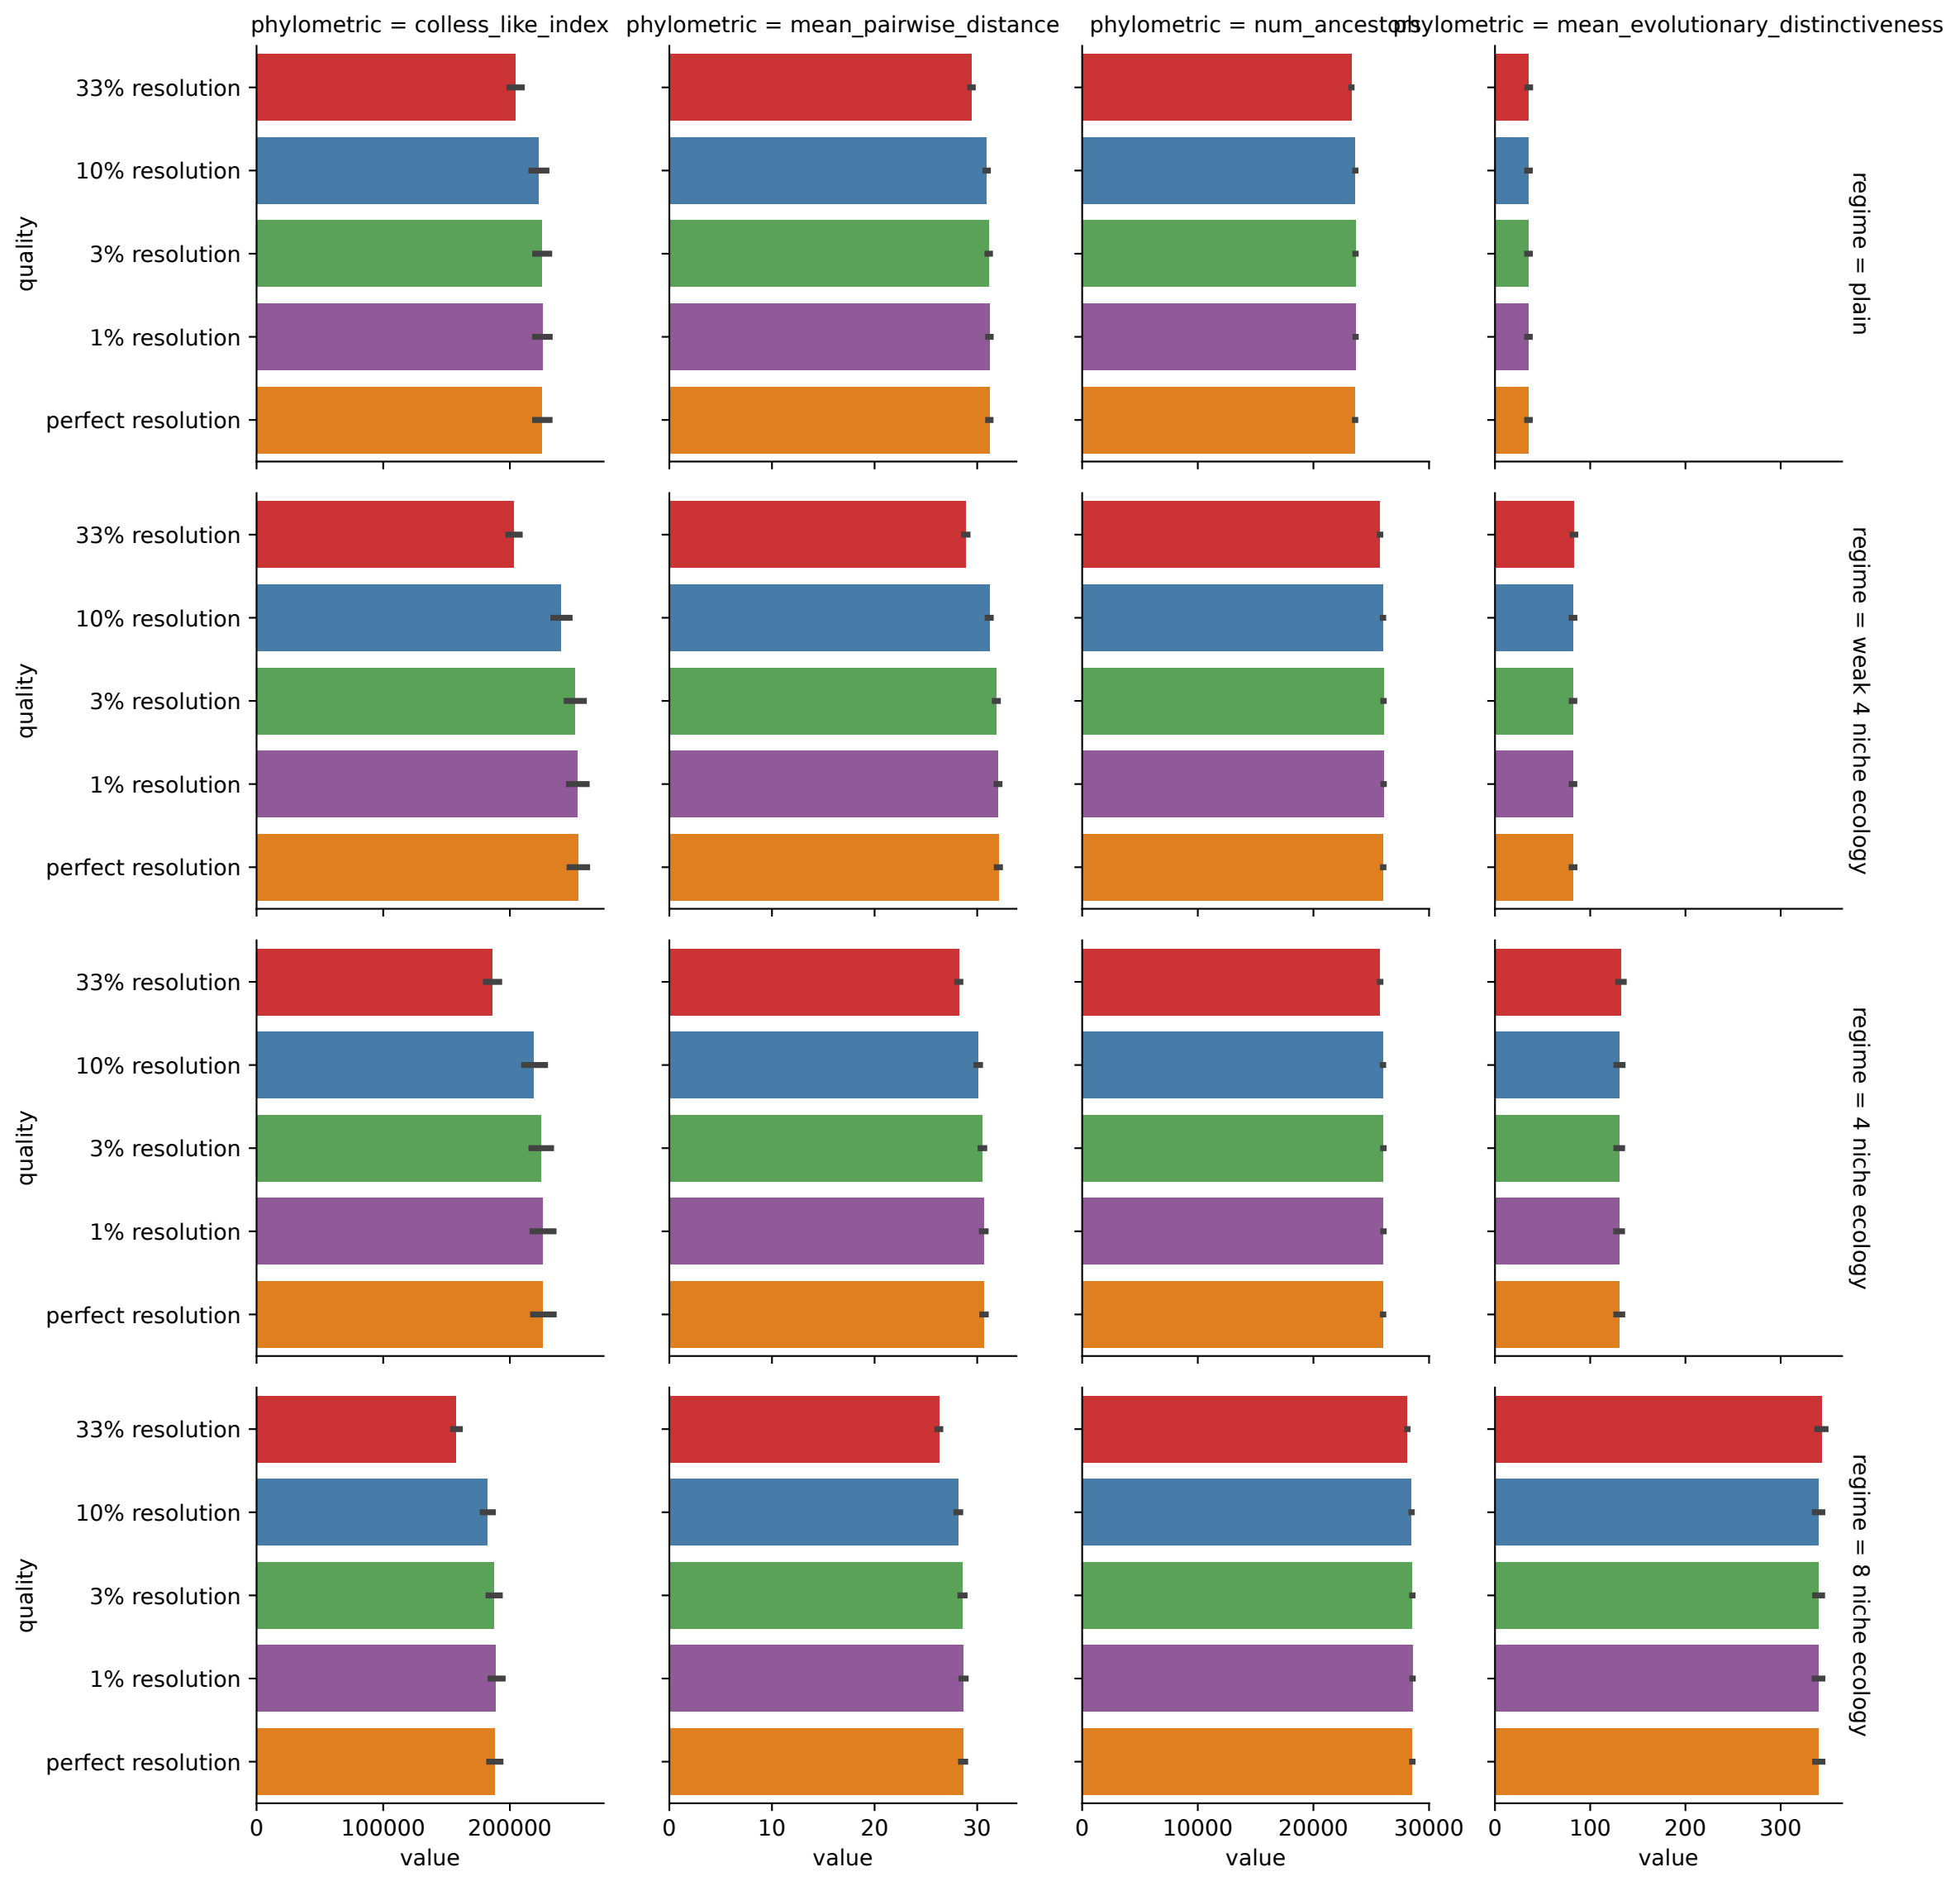 phylometric = colless_like_index
phylometric = mean_pairwise_distance
phylometric = num_ancestors
phylometric = mean_evolutionary_distinctiveness
quality
33% resolution
10% resolution
3% resolution
1% resolution
perfect resolution
regime = plain
quality
33% resolution
10% resolution
3% resolution
1% resolution
perfect resolution
regime = weak 4 niche ecology
quality
33% resolution
10% resolution
3% resolution
1% resolution
perfect resolution
regime = 4 niche ecology
quality
33% resolution
10% resolution
3% resolution
1% resolution
perfect resolution
regime = 8 niche ecology
0 100000 200000
value
0 10 20 30
value
0 10000 20000 30000
value
0 100 200 300
value